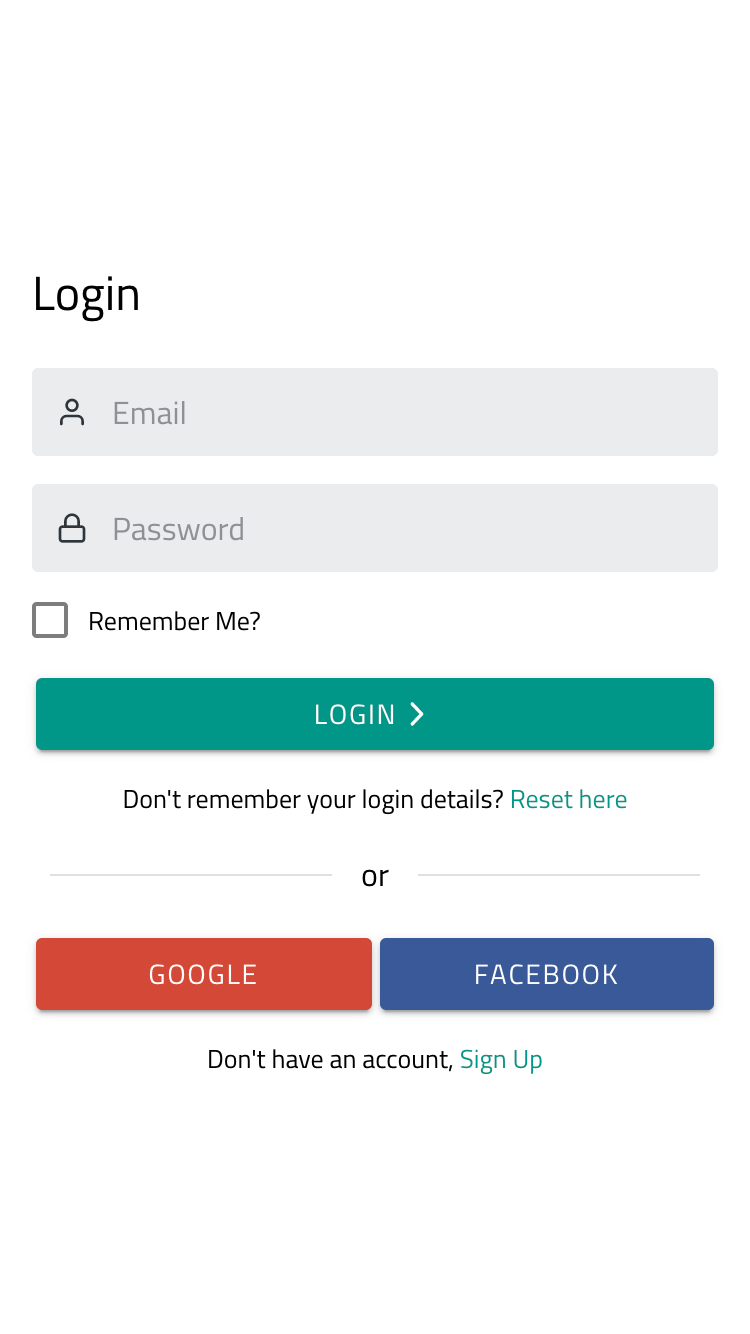 Login
Email
Password
Remember Me?
LOGIN
Don't remember your login details? Reset here
or
GOOGLE
FACEBOOK
Don't have an account, Sign Up